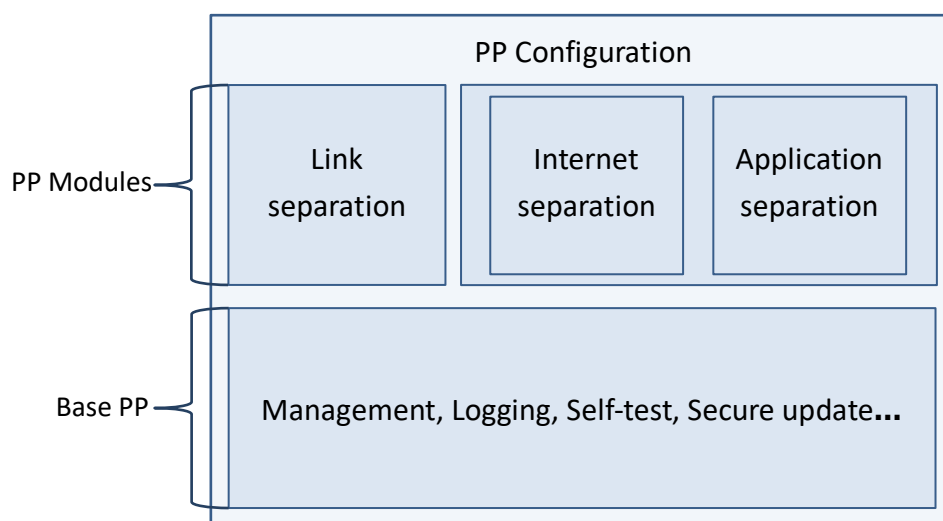 PP Configuration
PP Modules
Link
separation
Internet
separation
Application
separation
Base PP
Management, Logging, Self-test, Secure update...